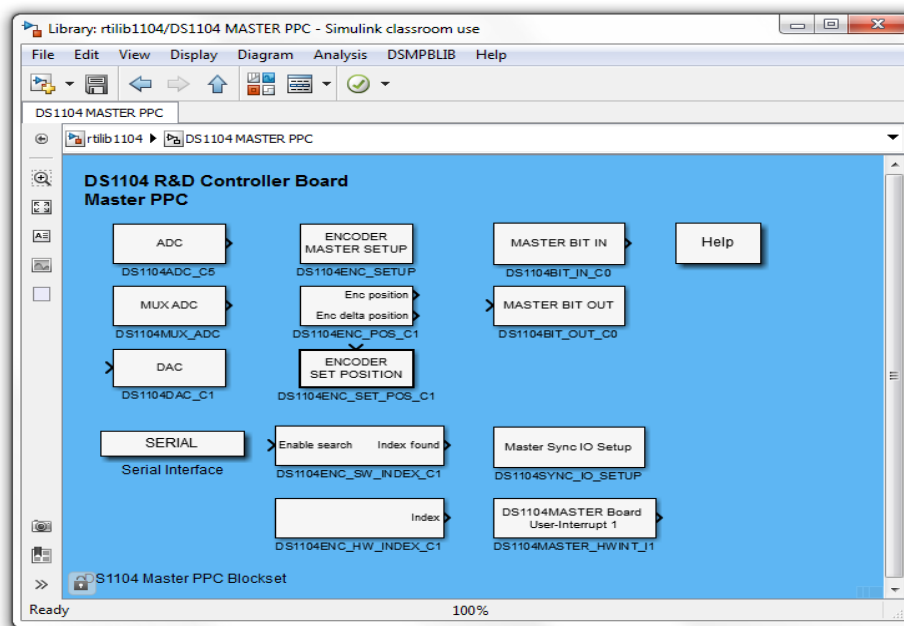 Library: rtilib1104/DS1104 MASTER PPC - Simulink classroom use
File Edit View Display Diagram Analysis DSMPBLIB Help
DS1104 MASTER PPC
rtilib1104 DS1104 MASTER PPC
DS1104 R&D Controller Board
Master PPC
ADC
DS1104ADC_C5
ENCODER
MASTER SETUP
DS1104ENC_SETUP
MASTER BIT IN
DS1104BIT_IN_C0
Help
MUX ADC
DS1104MUX_ADC
Enc position
Enc delta position
DS1104ENC_POS_C1
MASTER BIT OUT
DS1104BIT_OUT_C0
DAC
DS1104DAC_C1
ENCODER
SET POSITION
DS1104ENC_SET_POS_C1
SERIAL
Serial Interface
Enable search Index found
DS1104ENC_SW_INDEX_C1
Master Sync IO Setup
DS1104SYNC_IO_SETUP
Index
DS1104ENC_HW_INDEX_C1
DS1104MASTER Board
User-Interrupt 1
DS1104MASTER_HWINT_I1
DS1104 Master PPC Blockset
Ready 100%